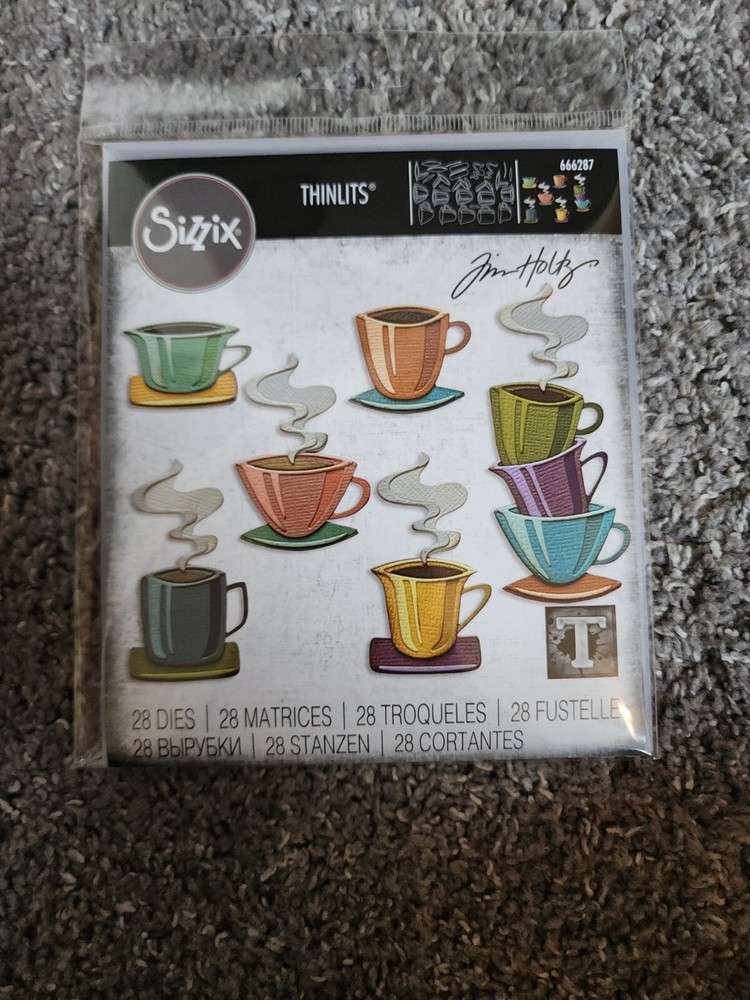 666287
THINLITS®
Sizzix
Tim Holtz
T
28 DIES | 28 MATRICES | 28 TROQUELES | 28 FUSTELLE
28 ВЫРУБКИ | 28 STANZEN | 28 CORTANTES